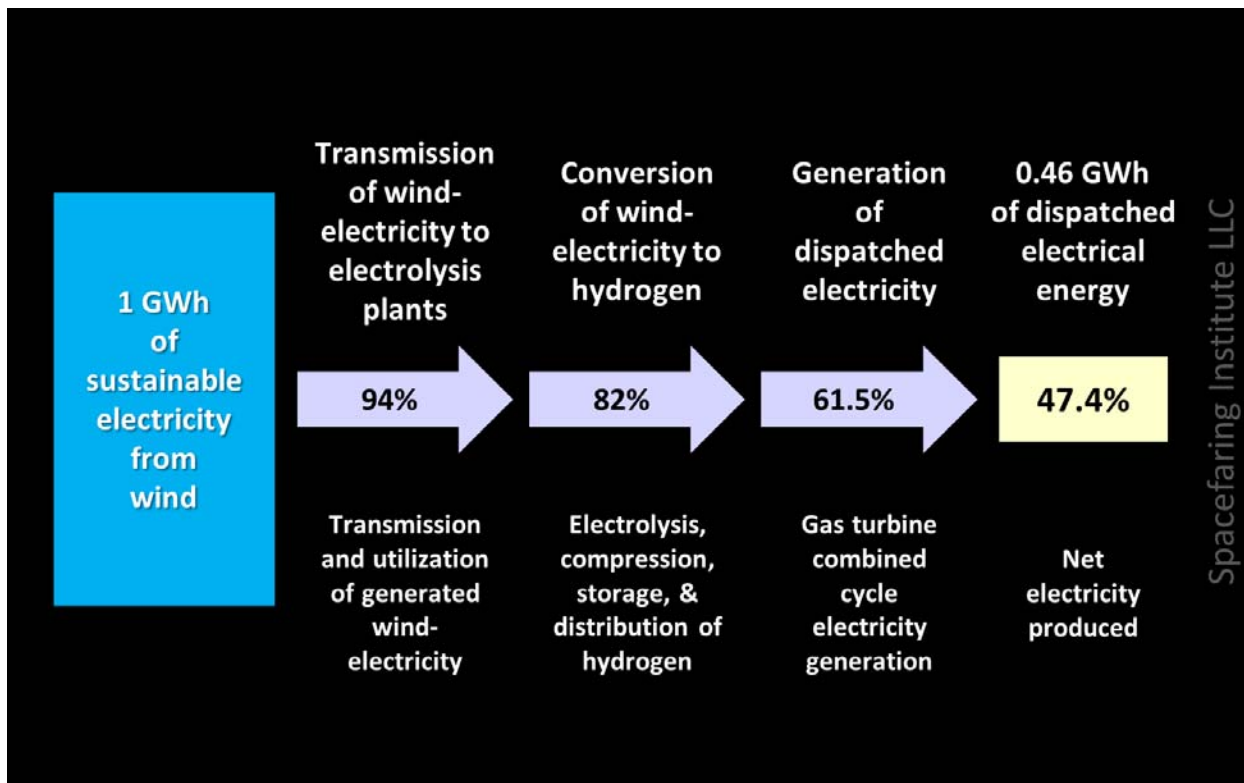 1 GWh
of
sustainable
electricity
from
wind
Transmission
of wind-
electricity to
electrolysis
plants
94%
Transmission
and utilization
of generated
wind-
electricity
Conversion
of wind-
electricity to
hydrogen
82%
Electrolysis,
compression,
storage, &
distribution of
hydrogen
Generation
of
dispatched
electricity
61.5%
Gas turbine
combined
cycle
electricity
generation
0.46 GWh
of dispatched
electrical
energy
47.4%
Net
electricity
produced
Spacefaring Institute LLC